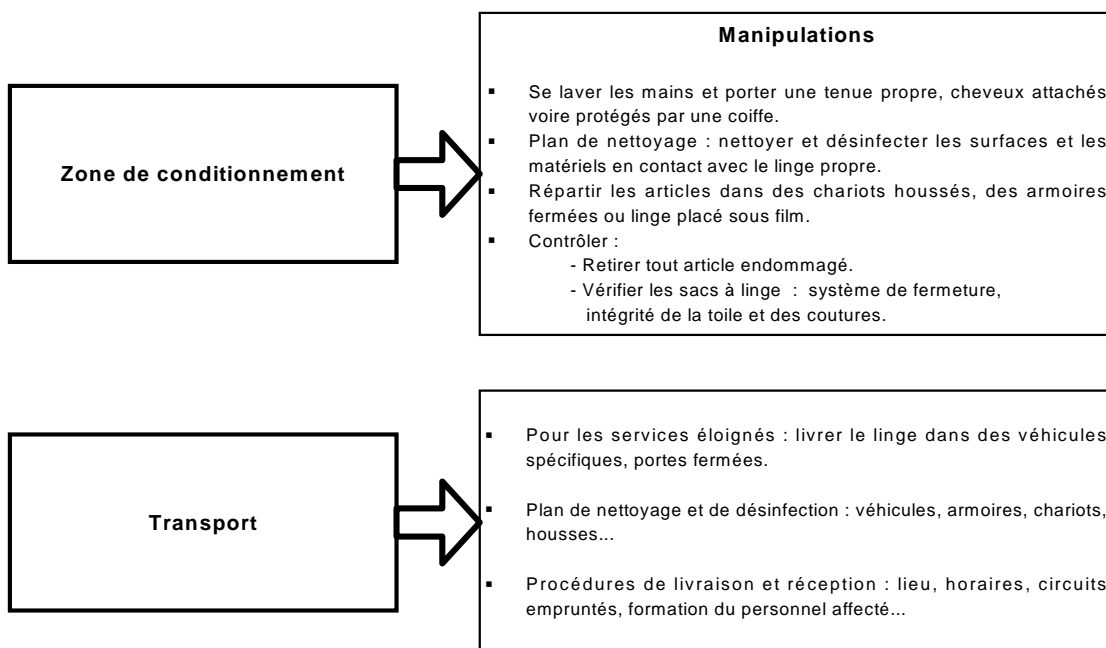 Manipulations
Zone de conditionnement
▪ Se laver les mains et porter une tenue propre, cheveux attachés
voire protégés par une coiffe.
▪ Plan de nettoyage : nettoyer et désinfecter les surfaces et les
matériels en contact avec le linge propre.
▪ Répartir les articles dans des chariots houssés, des armoires
fermées ou linge placé sous film.
▪ Contrôler :
- Retirer tout article endommagé.
- Vérifier les sacs à linge : système de fermeture,
intégrité de la toile et des coutures.
Transport
▪ Pour les services éloignés : livrer le linge dans des véhicules
spécifiques, portes fermées.
▪ Plan de nettoyage et de désinfection : véhicules, armoires, chariots,
housses...
▪ Procédures de livraison et réception : lieu, horaires, circuits
empruntés, formation du personnel affecté...